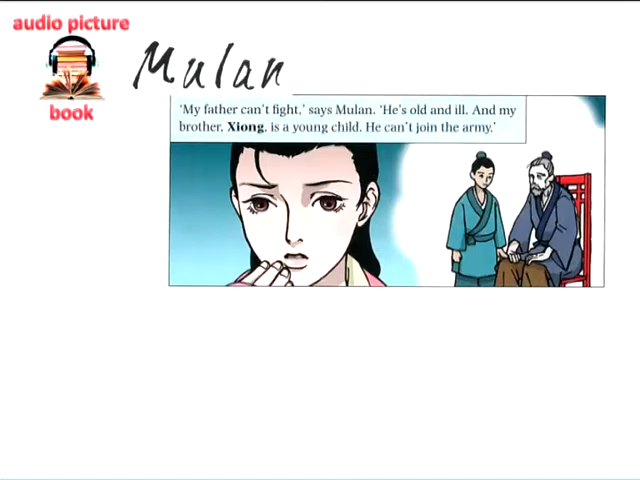 audio picture
book
Mulan
‘My father can’t fight,’ says Mulan. ‘He’s old and ill. And my
brother, Xiong, is a young child. He can’t join the army.’